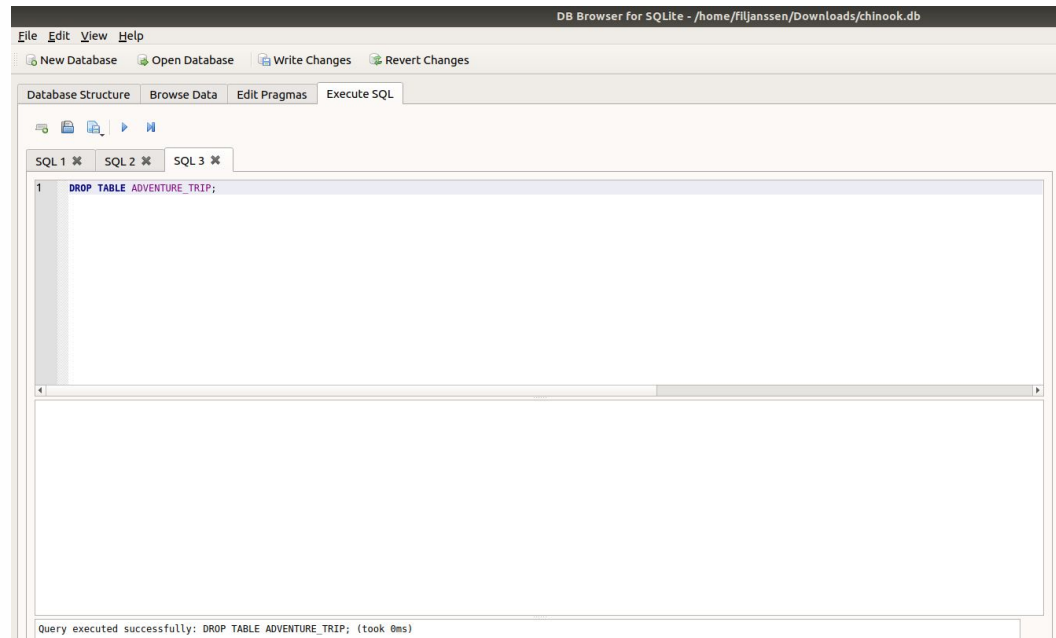 DB Browser for SQLite - /home/filjanssen/Downloads/chinook.db
File Edit View Help
New Database Open Database Write Changes Revert Changes
Database Structure Browse Data Edit Pragmas Execute SQL
SQL 1 SQL 2 SQL 3
1 DROP TABLE ADVENTURE_TRIP;
Query executed successfully: DROP TABLE ADVENTURE_TRIP; (took 0ms)